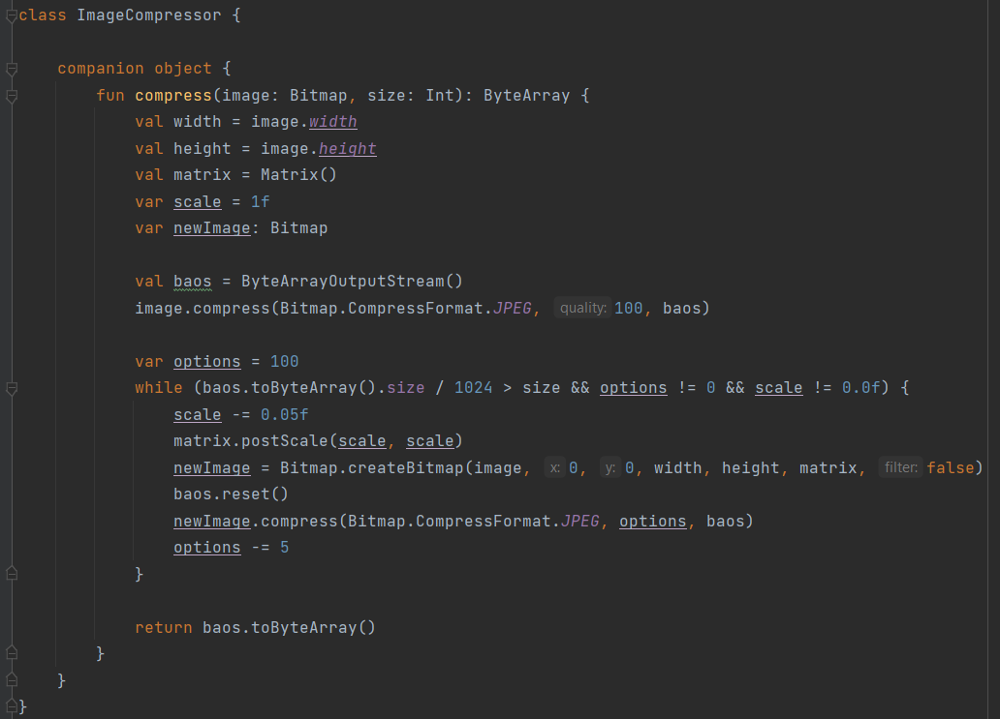 class ImageCompressor {
companion object {
fun compress(image: Bitmap, size: Int): ByteArray {
val width = image.width
val height = image.height
val matrix = Matrix()
var scale = 1f
var newImage: Bitmap
val baos = ByteArrayOutputStream()
image.compress(Bitmap.CompressFormat.JPEG, quality: 100, baos)
var options = 100
while (baos.toByteArray().size / 1024 > size && options != 0 && scale != 0.0f) {
scale -= 0.05f
matrix.postScale(scale, scale)
newImage = Bitmap.createBitmap(image, x: 0, y: 0, width, height, matrix, filter: false)
baos.reset()
newImage.compress(Bitmap.CompressFormat.JPEG, options, baos)
options -= 5
}
return baos.toByteArray()
}
}
}